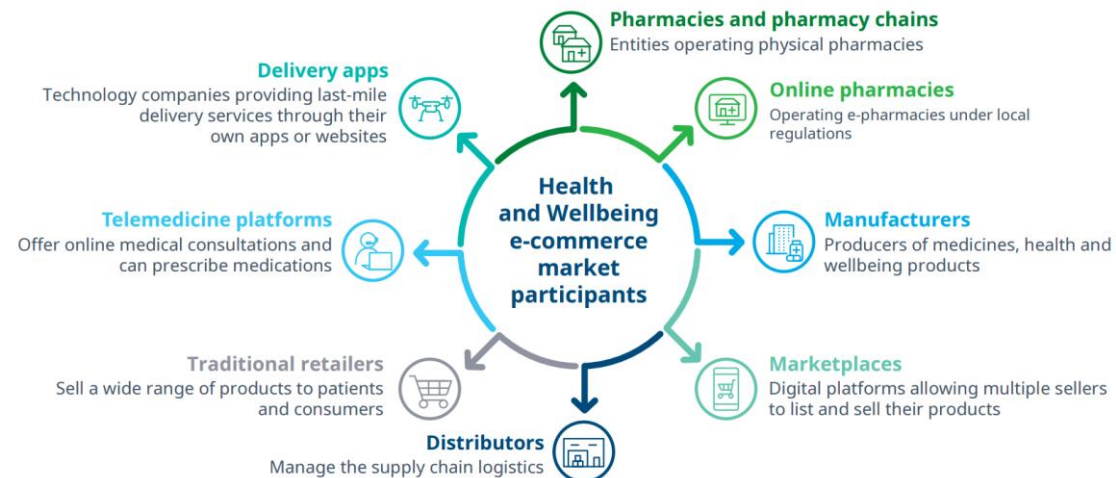 Pharmacies and pharmacy chains
Entities operating physical pharmacies
Delivery apps
Technology companies providing last-mile
delivery services through their
own apps or websites
Online pharmacies
Operating e-pharmacies under local
regulations
Health
and Wellbeing
e-commerce
market
participants
Telemedicine platforms
Offer online medical consultations and
can prescribe medications
Manufacturers
Producers of medicines, health and
wellbeing products
Traditional retailers
Sell a wide range of products to patients
and consumers
Marketplaces
Digital platforms allowing multiple sellers
to list and sell their products
Distributors
Manage the supply chain logistics